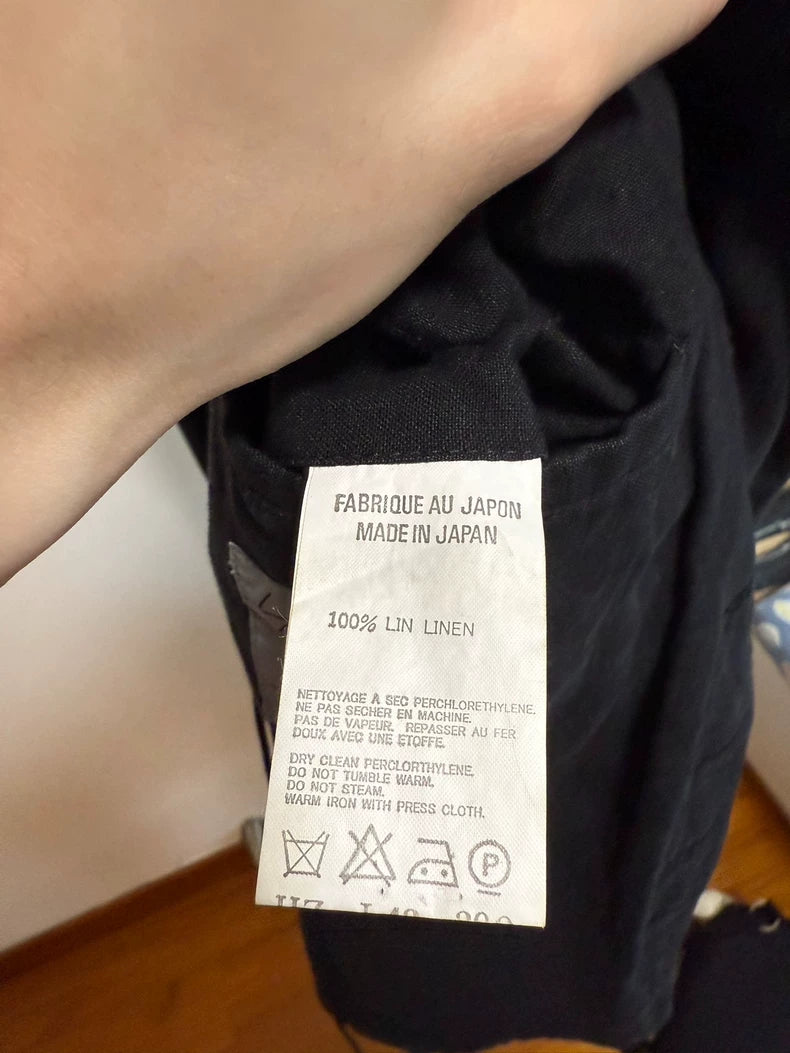 FABRIQUE AU JAPON
MADE IN JAPAN
100% LIN LINEN
NETTOYAGE A SEC PERCHLORETHYLENE.
NE PAS SECHER EN MACHINE.
PAS DE VAPEUR. REPASSER AU FER
DOUX AVEC UNE ETOFFE.
DRY CLEAN PERCLORTHYLENE.
DO NOT TUMBLE WARM.
DO NOT STEAM.
WARM IRON WITH PRESS CLOTH.
P